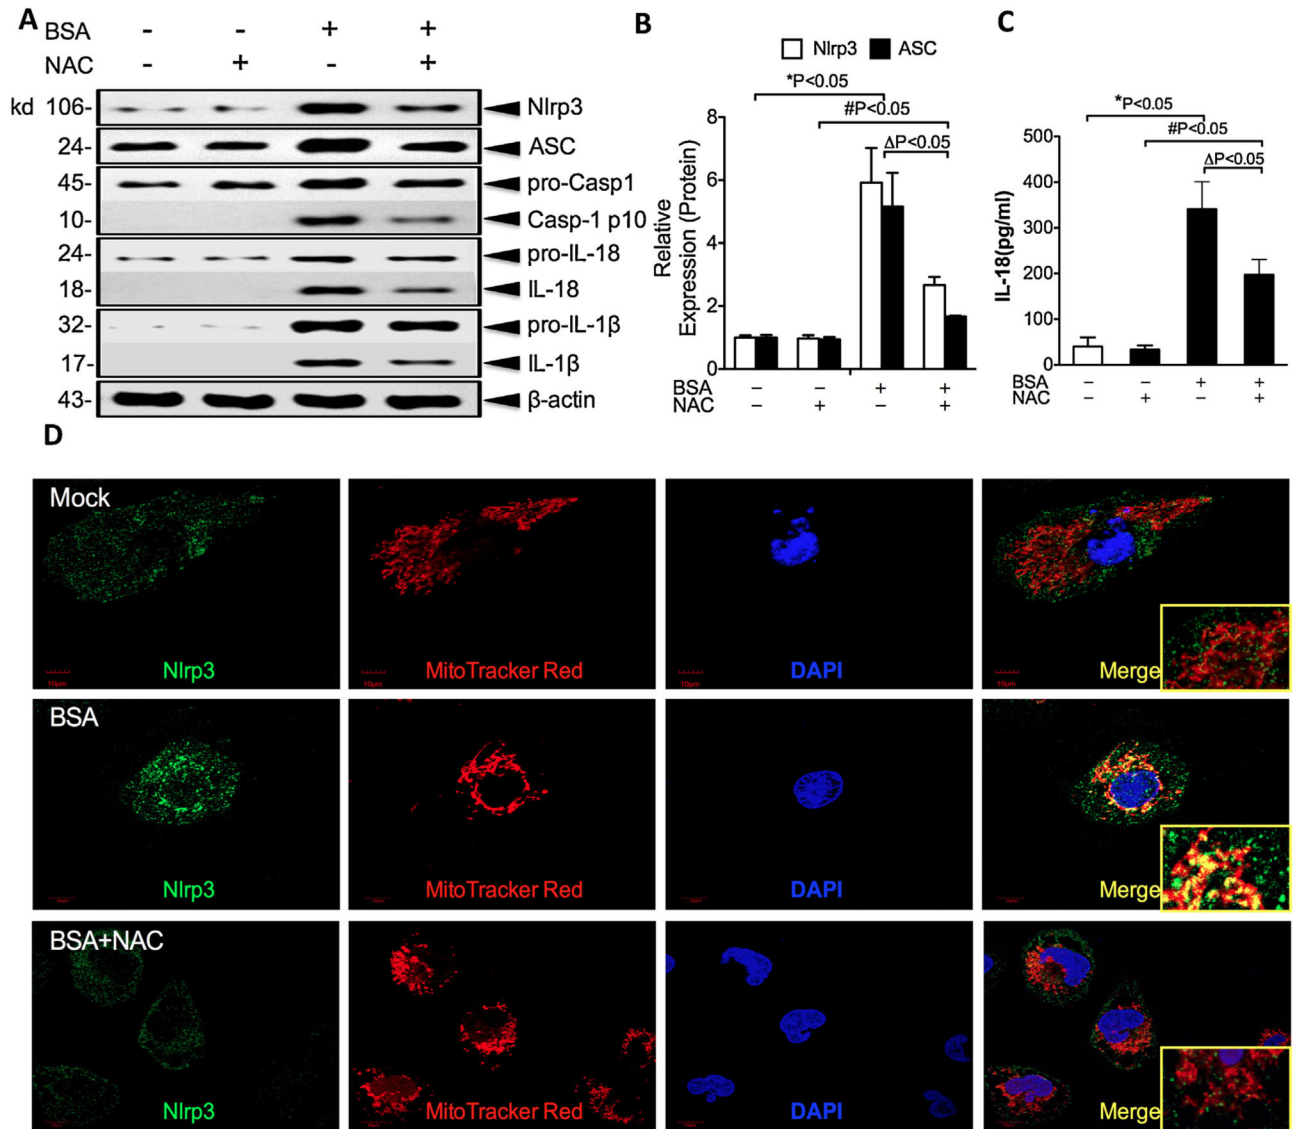 A
BSA - - + +
NAC - + - +
kd 106- Nlrp3
24- ASC
45- pro-Casp1
10- Casp-1 p10
24- pro-IL-18
18- IL-18
32- pro-IL-1β
17- IL-1β
43- β-actin
B
Nlrp3 ASC
*P<0.05
#P<0.05
ΔP<0.05
Relative
Expression (Protein)
8
6
4
2
0
BSA – – + +
NAC – + – +
C
*P<0.05
#P<0.05
ΔP<0.05
IL-18(pg/ml)
500
400
300
200
100
0
BSA – – + +
NAC – + – +
D
Mock
10μm 10μm 10μm 10μm
Nlrp3 MitoTracker Red DAPI Merge
BSA
Nlrp3 MitoTracker Red DAPI Merge
BSA+NAC
Nlrp3 MitoTracker Red DAPI Merge